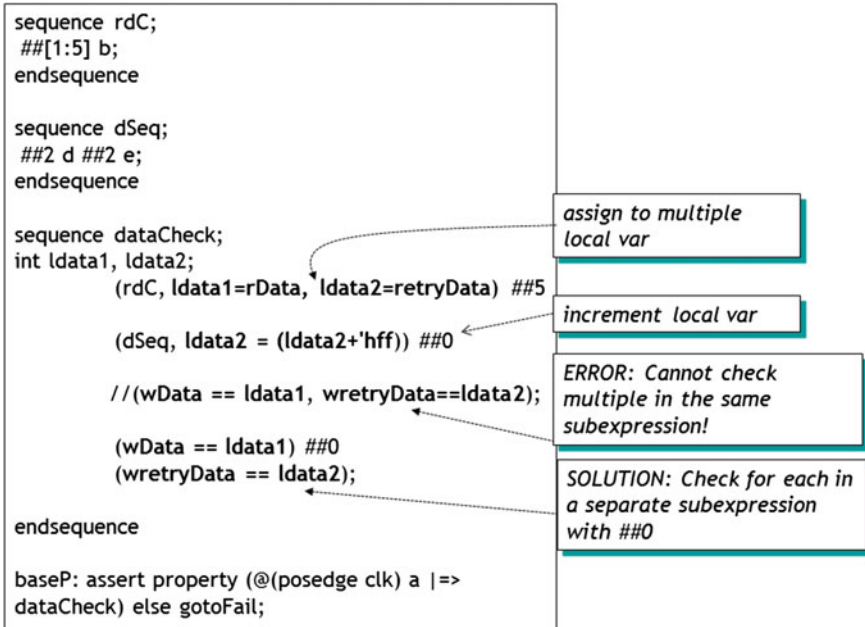 sequence rdC;
##[1:5] b;
endsequence
sequence dSeq;
##2 d ##2 e;
endsequence
sequence dataCheck;
int ldata1, ldata2;
(rdC, ldata1=rData, ldata2=retryData) ##5
(dSeq, ldata2 = (ldata2+'hff)) ##0
//(wData == ldata1, wretryData==ldata2);
(wData == ldata1) ##0
(wretryData == ldata2);
endsequence
baseP: assert property (@(posedge clk) a |=>
dataCheck) else gotoFail;
assign to multiple
local var
increment local var
ERROR: Cannot check
multiple in the same
subexpression!
SOLUTION: Check for each in
a separate subexpression
with ##0